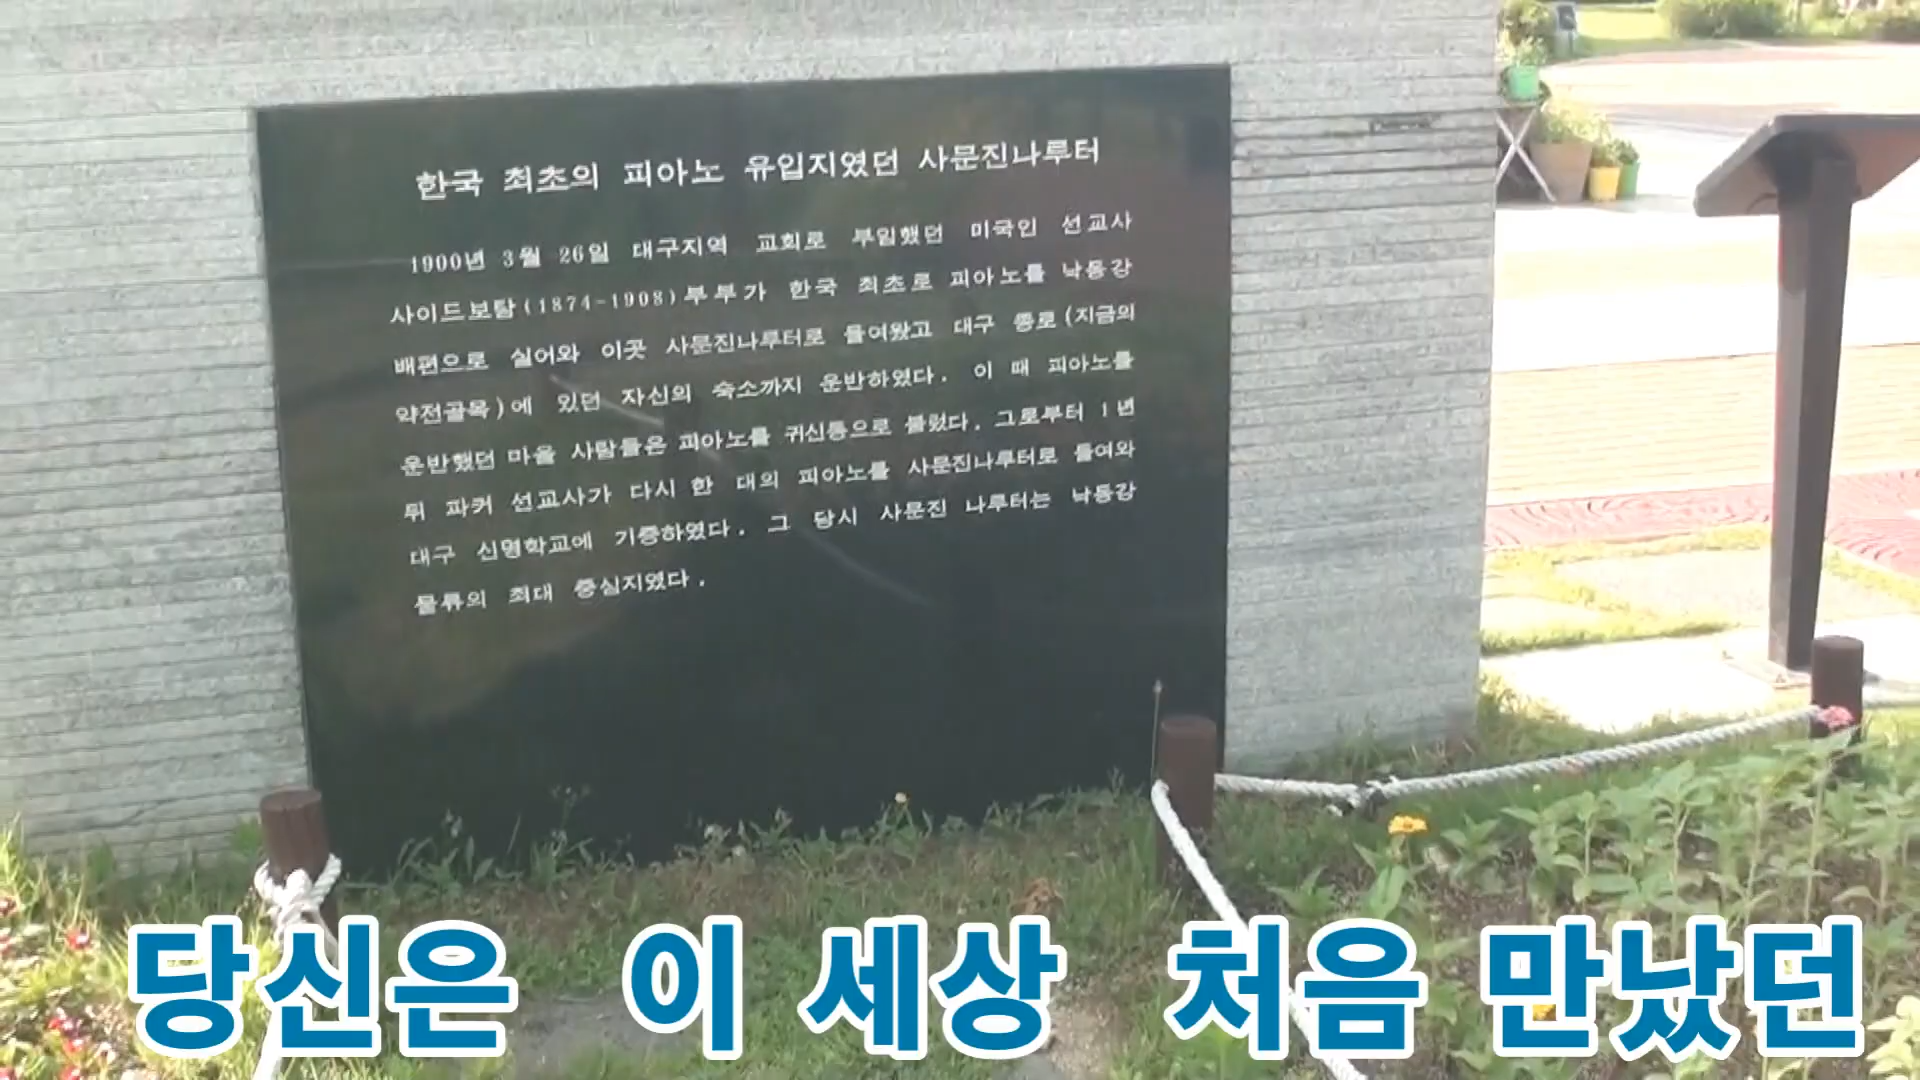 한국 최초의 피아노 유입지였던 사문진나루터
1900년 3월 26일 대구지역 교회로 부임했던 미국인 선교사
사이드보탐(1874-1908)부부가 한국 최초로 피아노를 낙동강
배편으로 실어와 이곳 사문진나루터로 들여왔고 대구 종로(지금의
약전골목)에 있던 자신의 숙소까지 운반하였다. 이 때 피아노를
운반했던 마을 사람들은 피아노를 귀신통으로 불렀다. 그로부터 1년
뒤 파커 선교사가 다시 한 대의 피아노를 사문진나루터로 들여와
대구 신명학교에 기증하였다. 그 당시 사문진 나루터는 낙동강
물류의 최대 중심지였다.
당신은 이 세상 처음 만났던